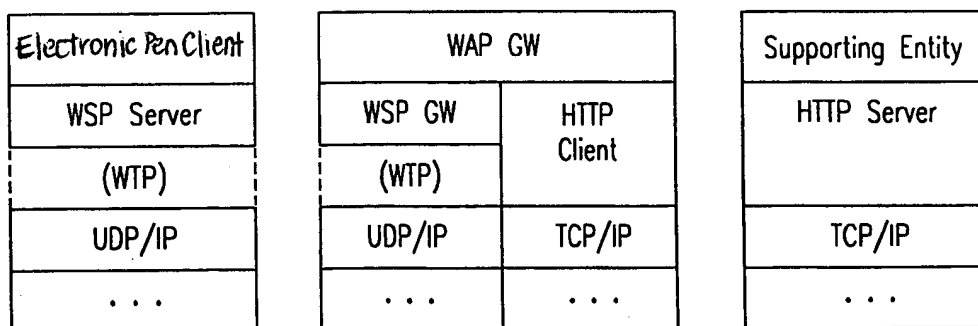 Electronic Pen Client
WSP Server
(WTP)
UDP/IP
. . .
WAP GW
WSP GW
(WTP)
UDP/IP
. . .
HTTP
Client
TCP/IP
. . .
Supporting Entity
HTTP Server
TCP/IP
. . .